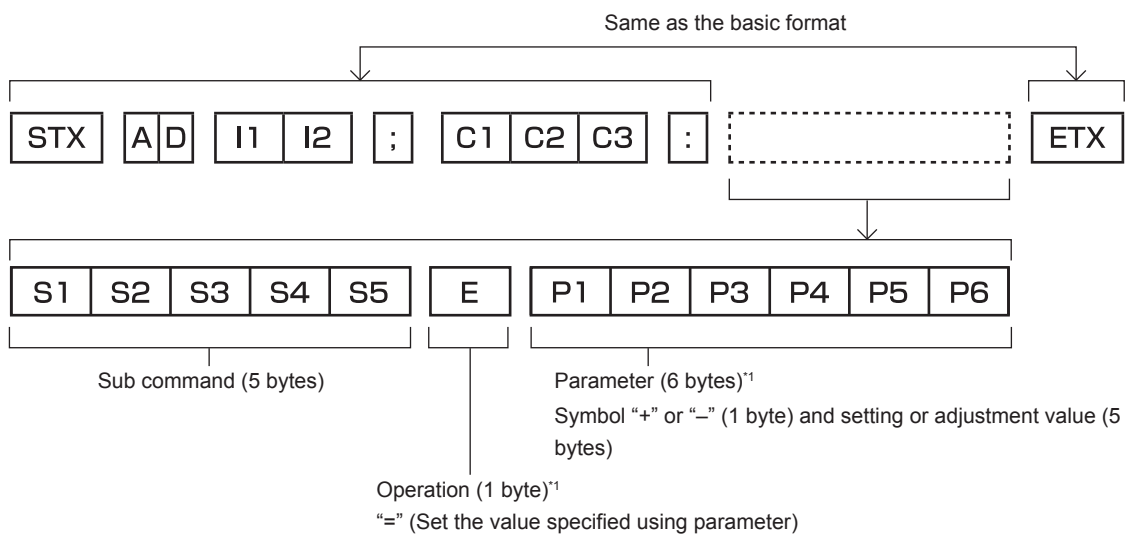 Same as the basic format
STX A D I1 I2 ; C1 C2 C3 : ETX
S1 S2 S3 S4 S5 E P1 P2 P3 P4 P5 P6
Sub command (5 bytes)
Parameter (6 bytes)*1
Symbol “+” or “–” (1 byte) and setting or adjustment value (5
bytes)
Operation (1 byte)*1
“=” (Set the value specified using parameter)